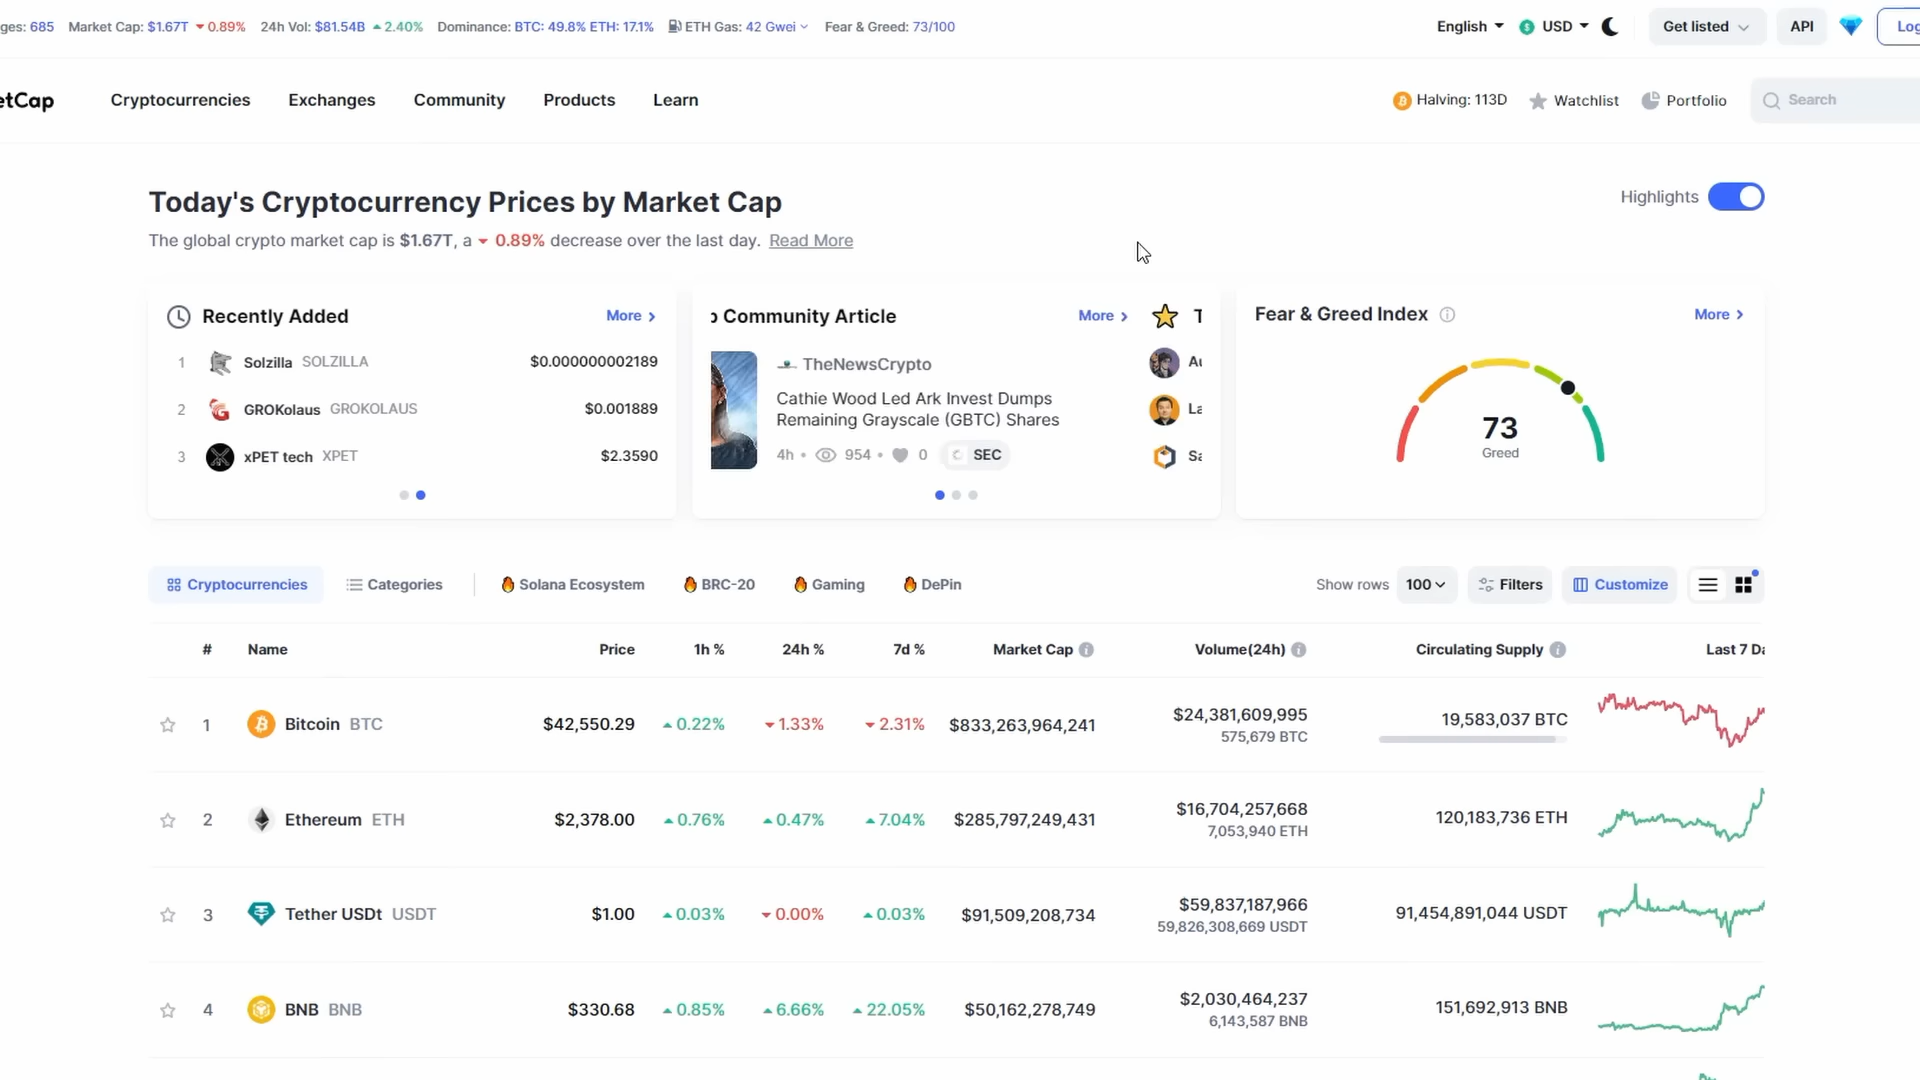 ges: 685 Market Cap: $1.67T 0.89% 24h Vol: $81.54B 2.40% Dominance: BTC: 49.8% ETH: 17.1% ETH Gas: 42 Gwei Fear & Greed: 73/100 English USD Get listed API Log
etCap Cryptocurrencies Exchanges Community Products Learn Halving: 113D Watchlist Portfolio Search
Today's Cryptocurrency Prices by Market Cap Highlights
The global crypto market cap is $1.67T, a 0.89% decrease over the last day. Read More
Recently Added More
1 Solzilla SOLZILLA $0.000000002189
2 GROKolaus GROKOLAUS $0.001889
3 xPET tech XPET $2.3590
Community Article More T
TheNewsCrypto Au
Cathie Wood Led Ark Invest Dumps
Remaining Grayscale (GBTC) Shares La
4h • 954 • 0 SEC Sa
Fear & Greed Index More
73
Greed
Cryptocurrencies Categories Solana Ecosystem BRC-20 Gaming DePin Show rows 100 Filters Customize
# Name Price 1h % 24h % 7d % Market Cap Volume(24h) Circulating Supply Last 7 Da
1 Bitcoin BTC $42,550.29 0.22% 1.33% 2.31% $833,263,964,241 $24,381,609,995 19,583,037 BTC
575,679 BTC
2 Ethereum ETH $2,378.00 0.76% 0.47% 7.04% $285,797,249,431 $16,704,257,668 120,183,736 ETH
7,053,940 ETH
3 Tether USDt USDT $1.00 0.03% 0.00% 0.03% $91,509,208,734 $59,837,187,966 91,454,891,044 USDT
59,826,308,669 USDT
4 BNB BNB $330.68 0.85% 6.66% 22.05% $50,162,278,749 $2,030,464,237 151,692,913 BNB
6,143,587 BNB